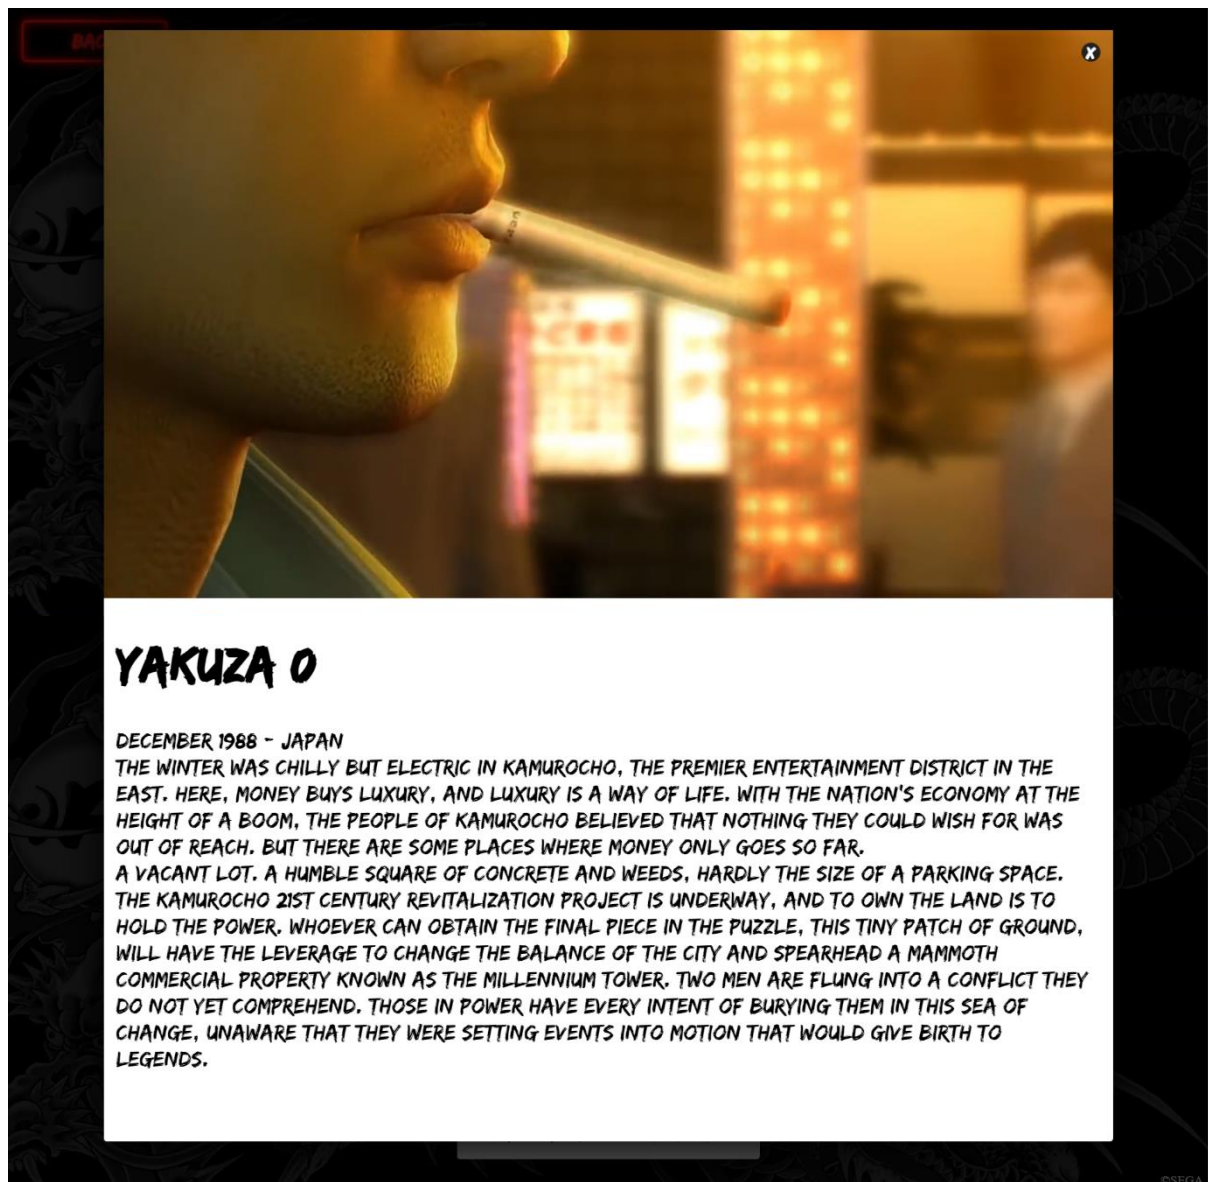 X
YAKUZA 0
DECEMBER 1988 - JAPAN
THE WINTER WAS CHILLY BUT ELECTRIC IN KAMUROCHO, THE PREMIER ENTERTAINMENT DISTRICT IN THE
EAST. HERE, MONEY BUYS LUXURY, AND LUXURY IS A WAY OF LIFE. WITH THE NATION'S ECONOMY AT THE
HEIGHT OF A BOOM, THE PEOPLE OF KAMUROCHO BELIEVED THAT NOTHING THEY COULD WISH FOR WAS
OUT OF REACH. BUT THERE ARE SOME PLACES WHERE MONEY ONLY GOES SO FAR.
A VACANT LOT. A HUMBLE SQUARE OF CONCRETE AND WEEDS, HARDLY THE SIZE OF A PARKING SPACE.
THE KAMUROCHO 21ST CENTURY REVITALIZATION PROJECT IS UNDERWAY, AND TO OWN THE LAND IS TO
HOLD THE POWER. WHOEVER CAN OBTAIN THE FINAL PIECE IN THE PUZZLE, THIS TINY PATCH OF GROUND,
WILL HAVE THE LEVERAGE TO CHANGE THE BALANCE OF THE CITY AND SPEARHEAD A MAMMOTH
COMMERCIAL PROPERTY KNOWN AS THE MILLENNIUM TOWER. TWO MEN ARE FLUNG INTO A CONFLICT THEY
DO NOT YET COMPREHEND. THOSE IN POWER HAVE EVERY INTENT OF BURYING THEM IN THIS SEA OF
CHANGE, UNAWARE THAT THEY WERE SETTING EVENTS INTO MOTION THAT WOULD GIVE BIRTH TO
LEGENDS.
©SEGA